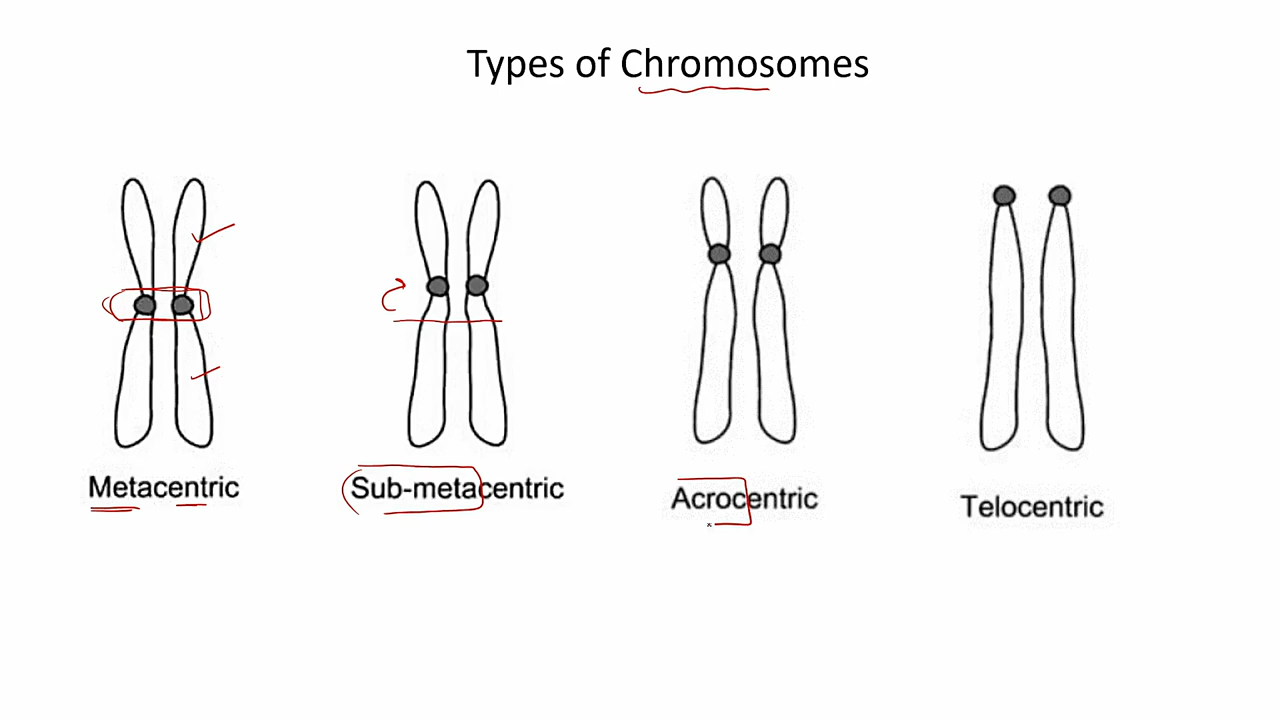 Types of Chromosomes
Metacentric
Sub-metacentric
Acrocentric
Telocentric